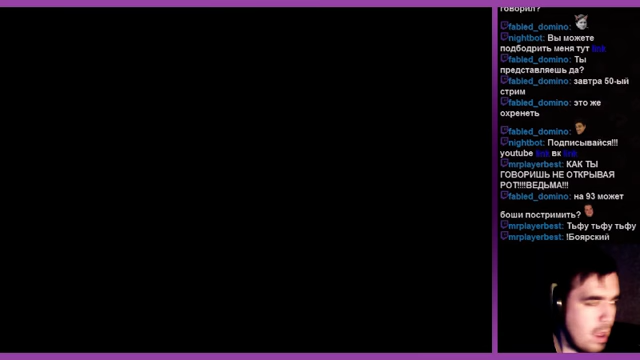 говорил?
fabled_domino:
nightbot: Вы можете
подбодрить меня тут link
fabled_domino: Ты
представляешь да?
fabled_domino: завтра 50-ый
стрим
fabled_domino: это же
охренеть
fabled_domino:
nightbot: Подписывайся!!!
youtube link вк link
mrplayerbest: КАК ТЫ
ГОВОРИШЬ НЕ ОТКРЫВАЯ
РОТ!!!!ВЕДЬМА!!!
fabled_domino: на 93 может
боши постримить?
mrplayerbest: Тьфу тьфу тьфу
mrplayerbest: !Боярский